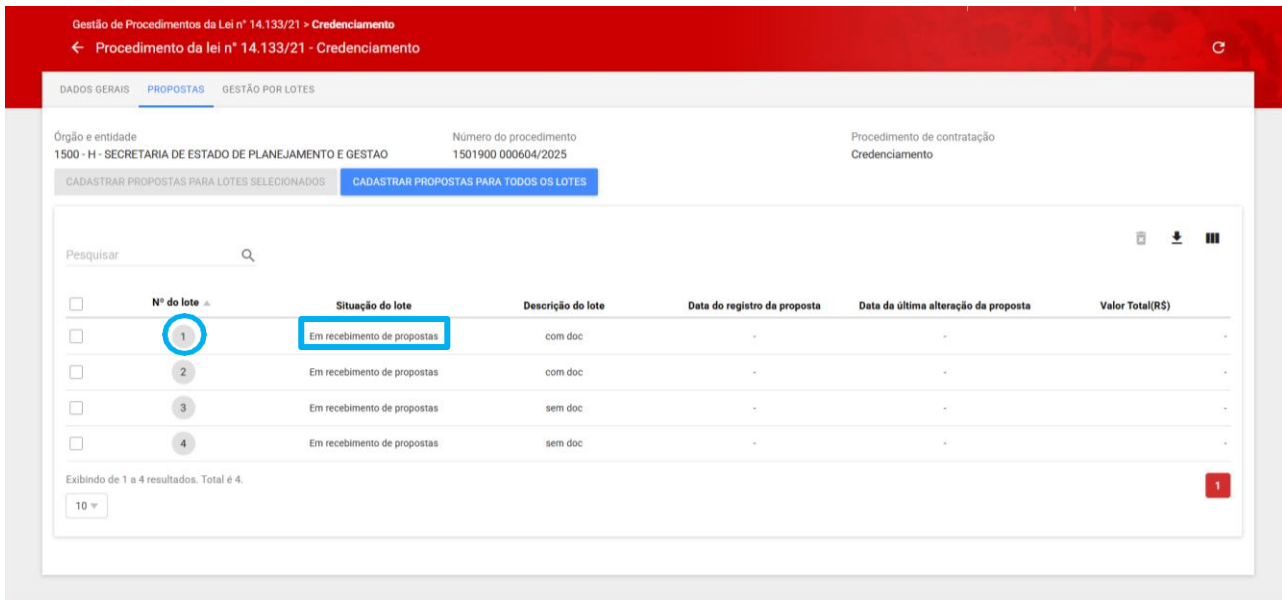 Gestão de Procedimentos da Lei n° 14.133/21 > Credenciamento
Procedimento da lei n° 14.133/21 - Credenciamento
DADOS GERAIS PROPOSTAS GESTÃO POR LOTES
Órgão e entidade Número do procedimento Procedimento de contratação
1500 - H - SECRETARIA DE ESTADO DE PLANEJAMENTO E GESTAO 1501900 000604/2025 Credenciamento
CADASTRAR PROPOSTAS PARA LOTES SELECIONADOS CADASTRAR PROPOSTAS PARA TODOS OS LOTES
Pesquisar
Nº do lote Situação do lote Descrição do lote Data do registro da proposta Data da última alteração da proposta Valor Total(R$)
1 Em recebimento de propostas com doc - - -
2 Em recebimento de propostas com doc - - -
3 Em recebimento de propostas sem doc - - -
4 Em recebimento de propostas sem doc - - -
Exibindo de 1 a 4 resultados. Total é 4.
1
10